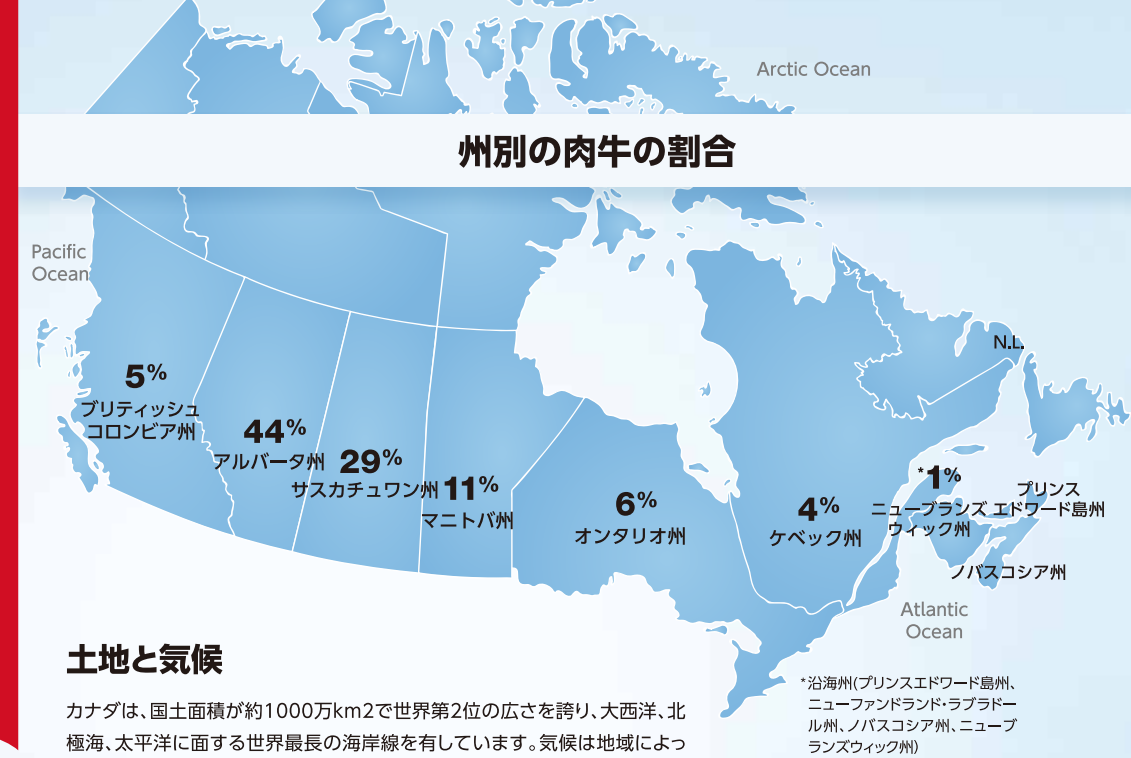 Arctic Ocean
州別の肉牛の割合
Pacific
Ocean
N.L.
5%
ブリティッシュ
コロンビア州
44%
アルバータ州
29%
サスカチュワン州
11%
マニトバ州
6%
オンタリオ州
4%
ケベック州
*1%
ニューブランズ
ウィック州
プリンス
エドワード島州
ノバスコシア州
Atlantic
Ocean
土地と気候
カナダは、国土面積が約1000万km2で世界第2位の広さを誇り、大西洋、北
極海、太平洋に面する世界最長の海岸線を有しています。気候は地域によっ
*沿海州(プリンスエドワード島州、
ニューファンドランド・ラブラドー
ル州、ノバスコシア州、ニューブ
ランズウィック州)